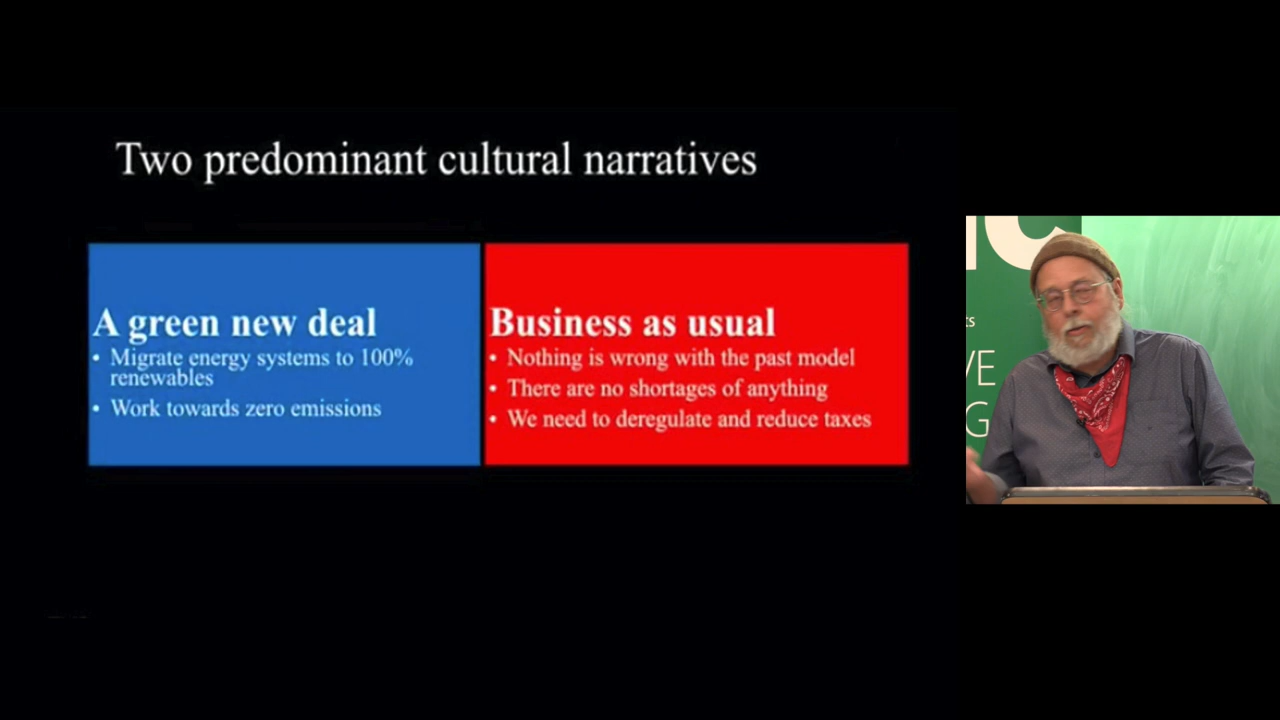 Two predominant cultural narratives
A green new deal
• Migrate energy systems to 100%
renewables
• Work towards zero emissions
Business as usual
• Nothing is wrong with the past model
• There are no shortages of anything
• We need to deregulate and reduce taxes
ts
VE
G